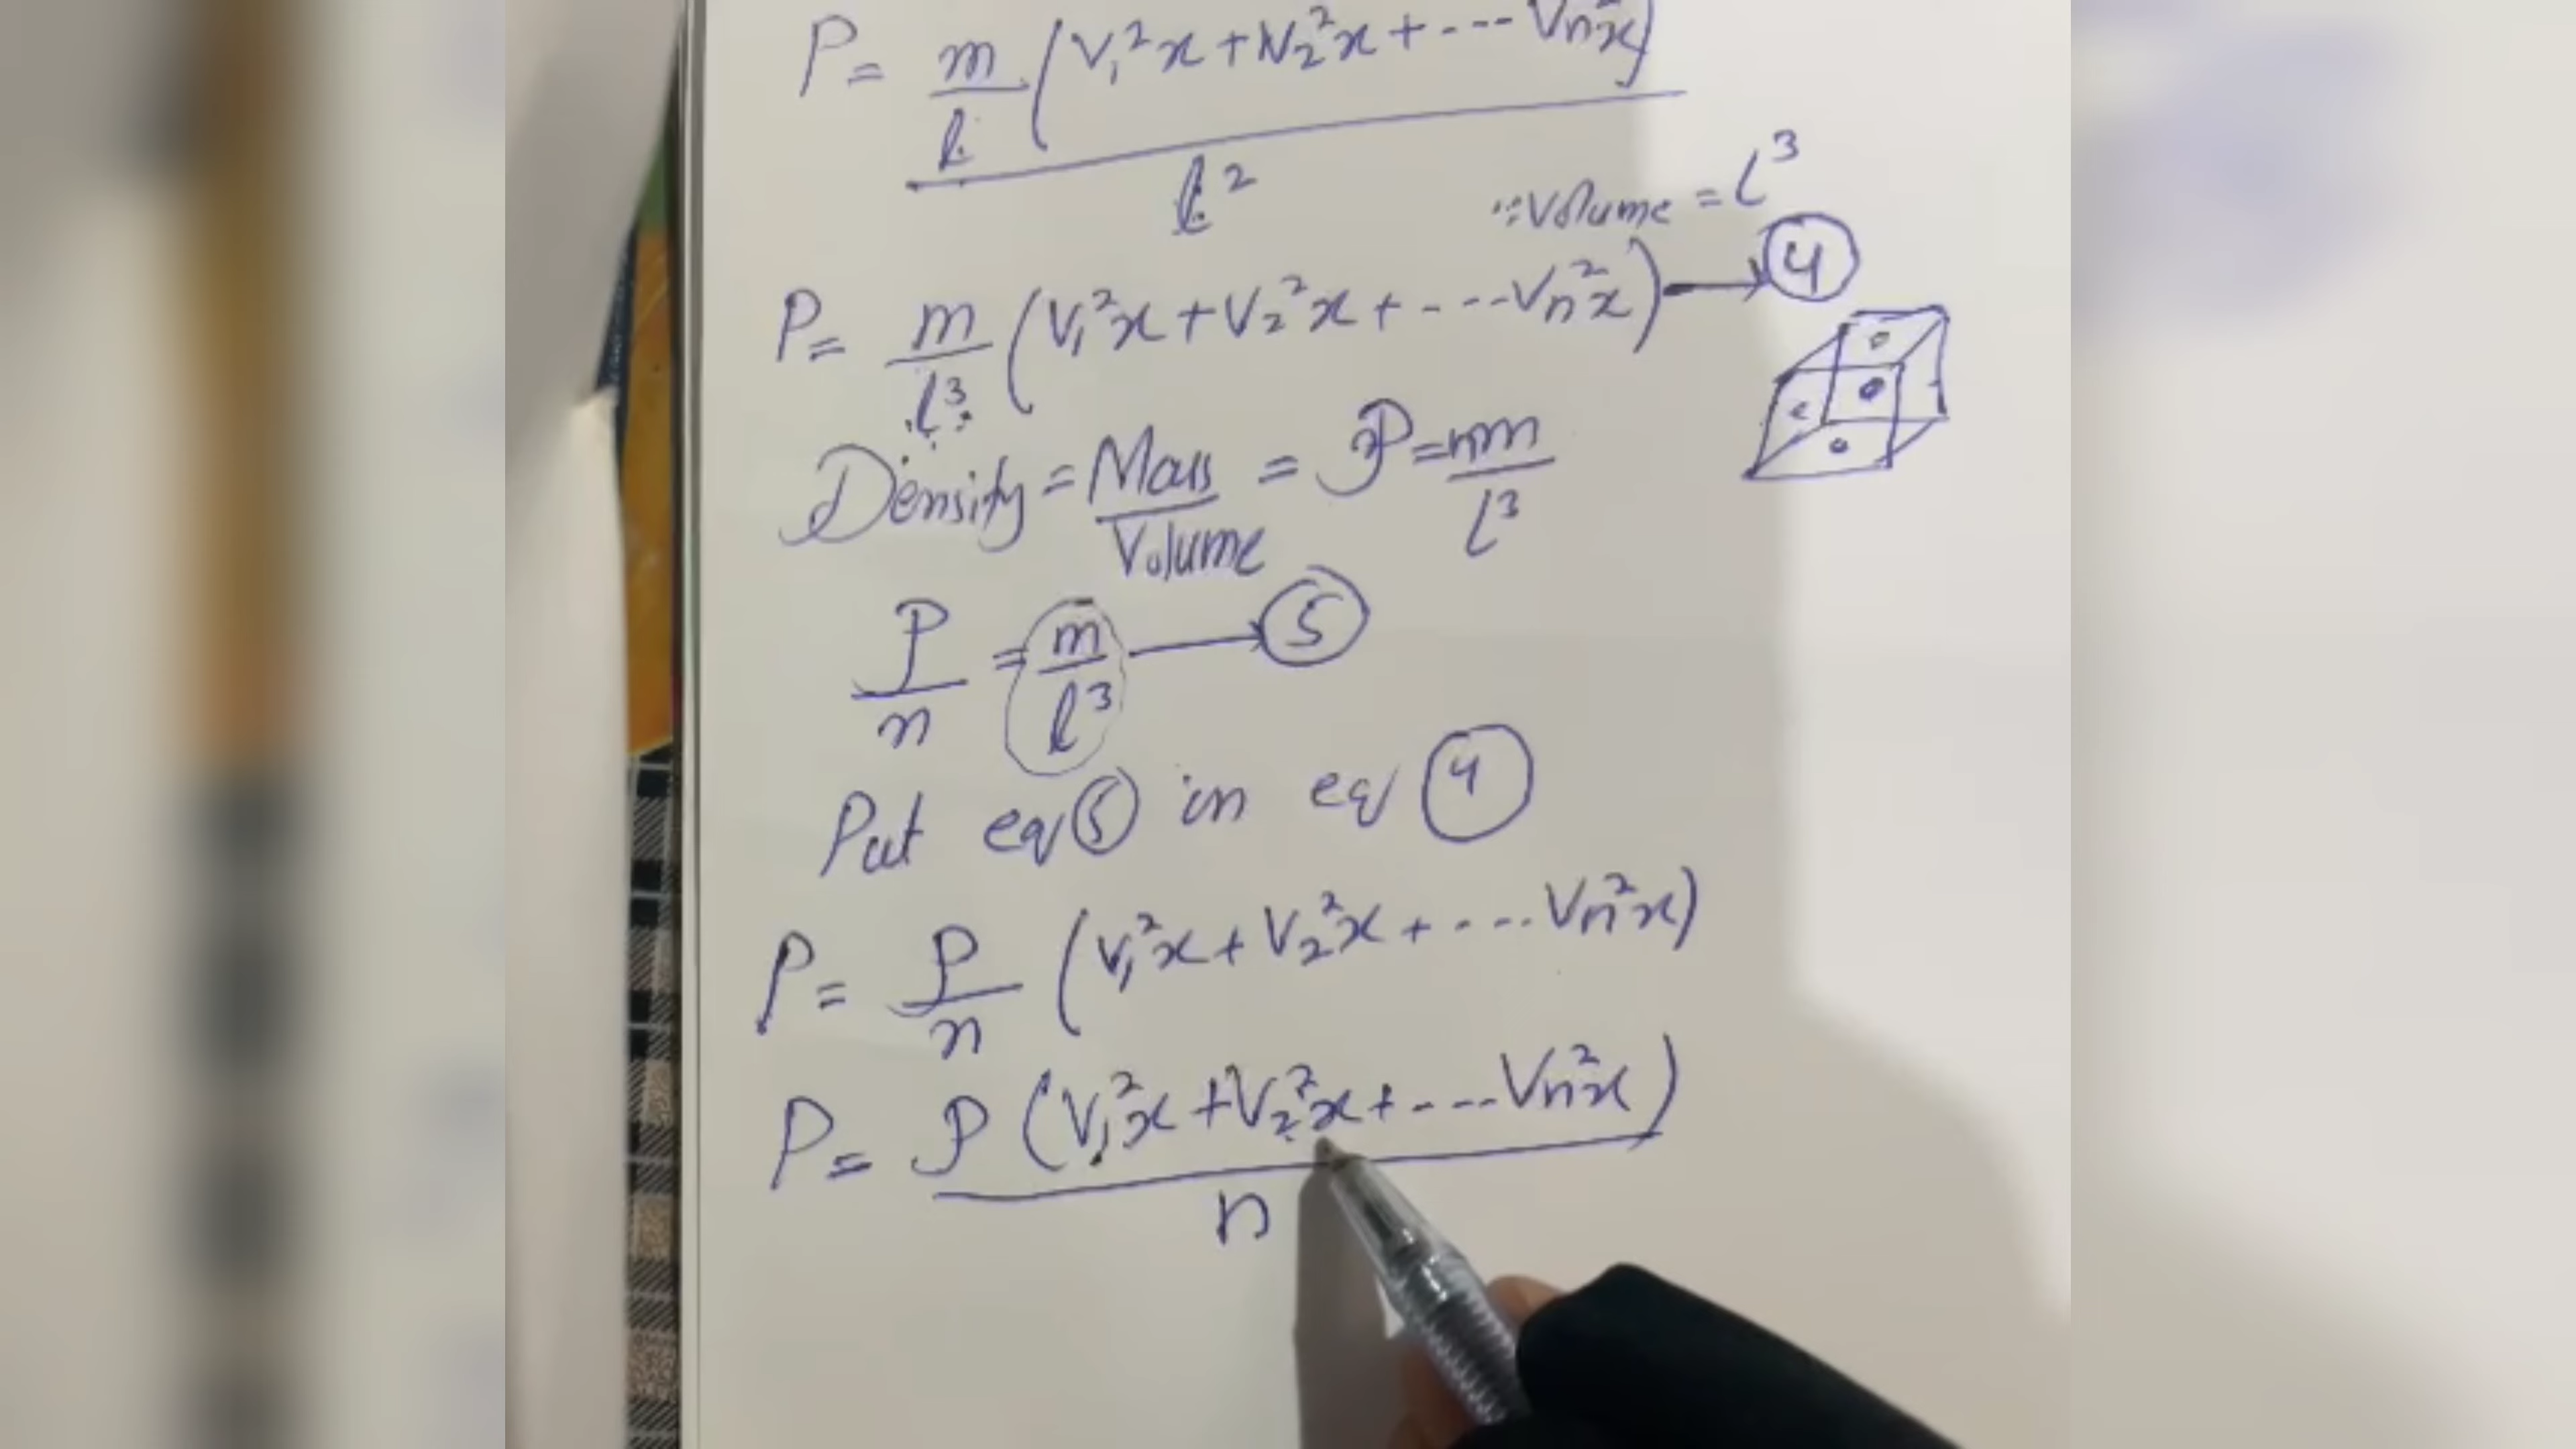 P = m/l (V₁²x + V₂²x + ---- Vn²x) / l²
∵ Volume = l³
P = m/l³ (V₁²x + V₂²x + ---- Vn²x) → 4
Density = Mass/Volume = ρ = nm/l³
ρ/n = m/l³ → 5
Put eq 5 in eq 4
P = ρ/n (V₁²x + V₂²x + ---- Vn²x)
P = ρ (V₁²x + V₂²x + ---- Vn²x) / n